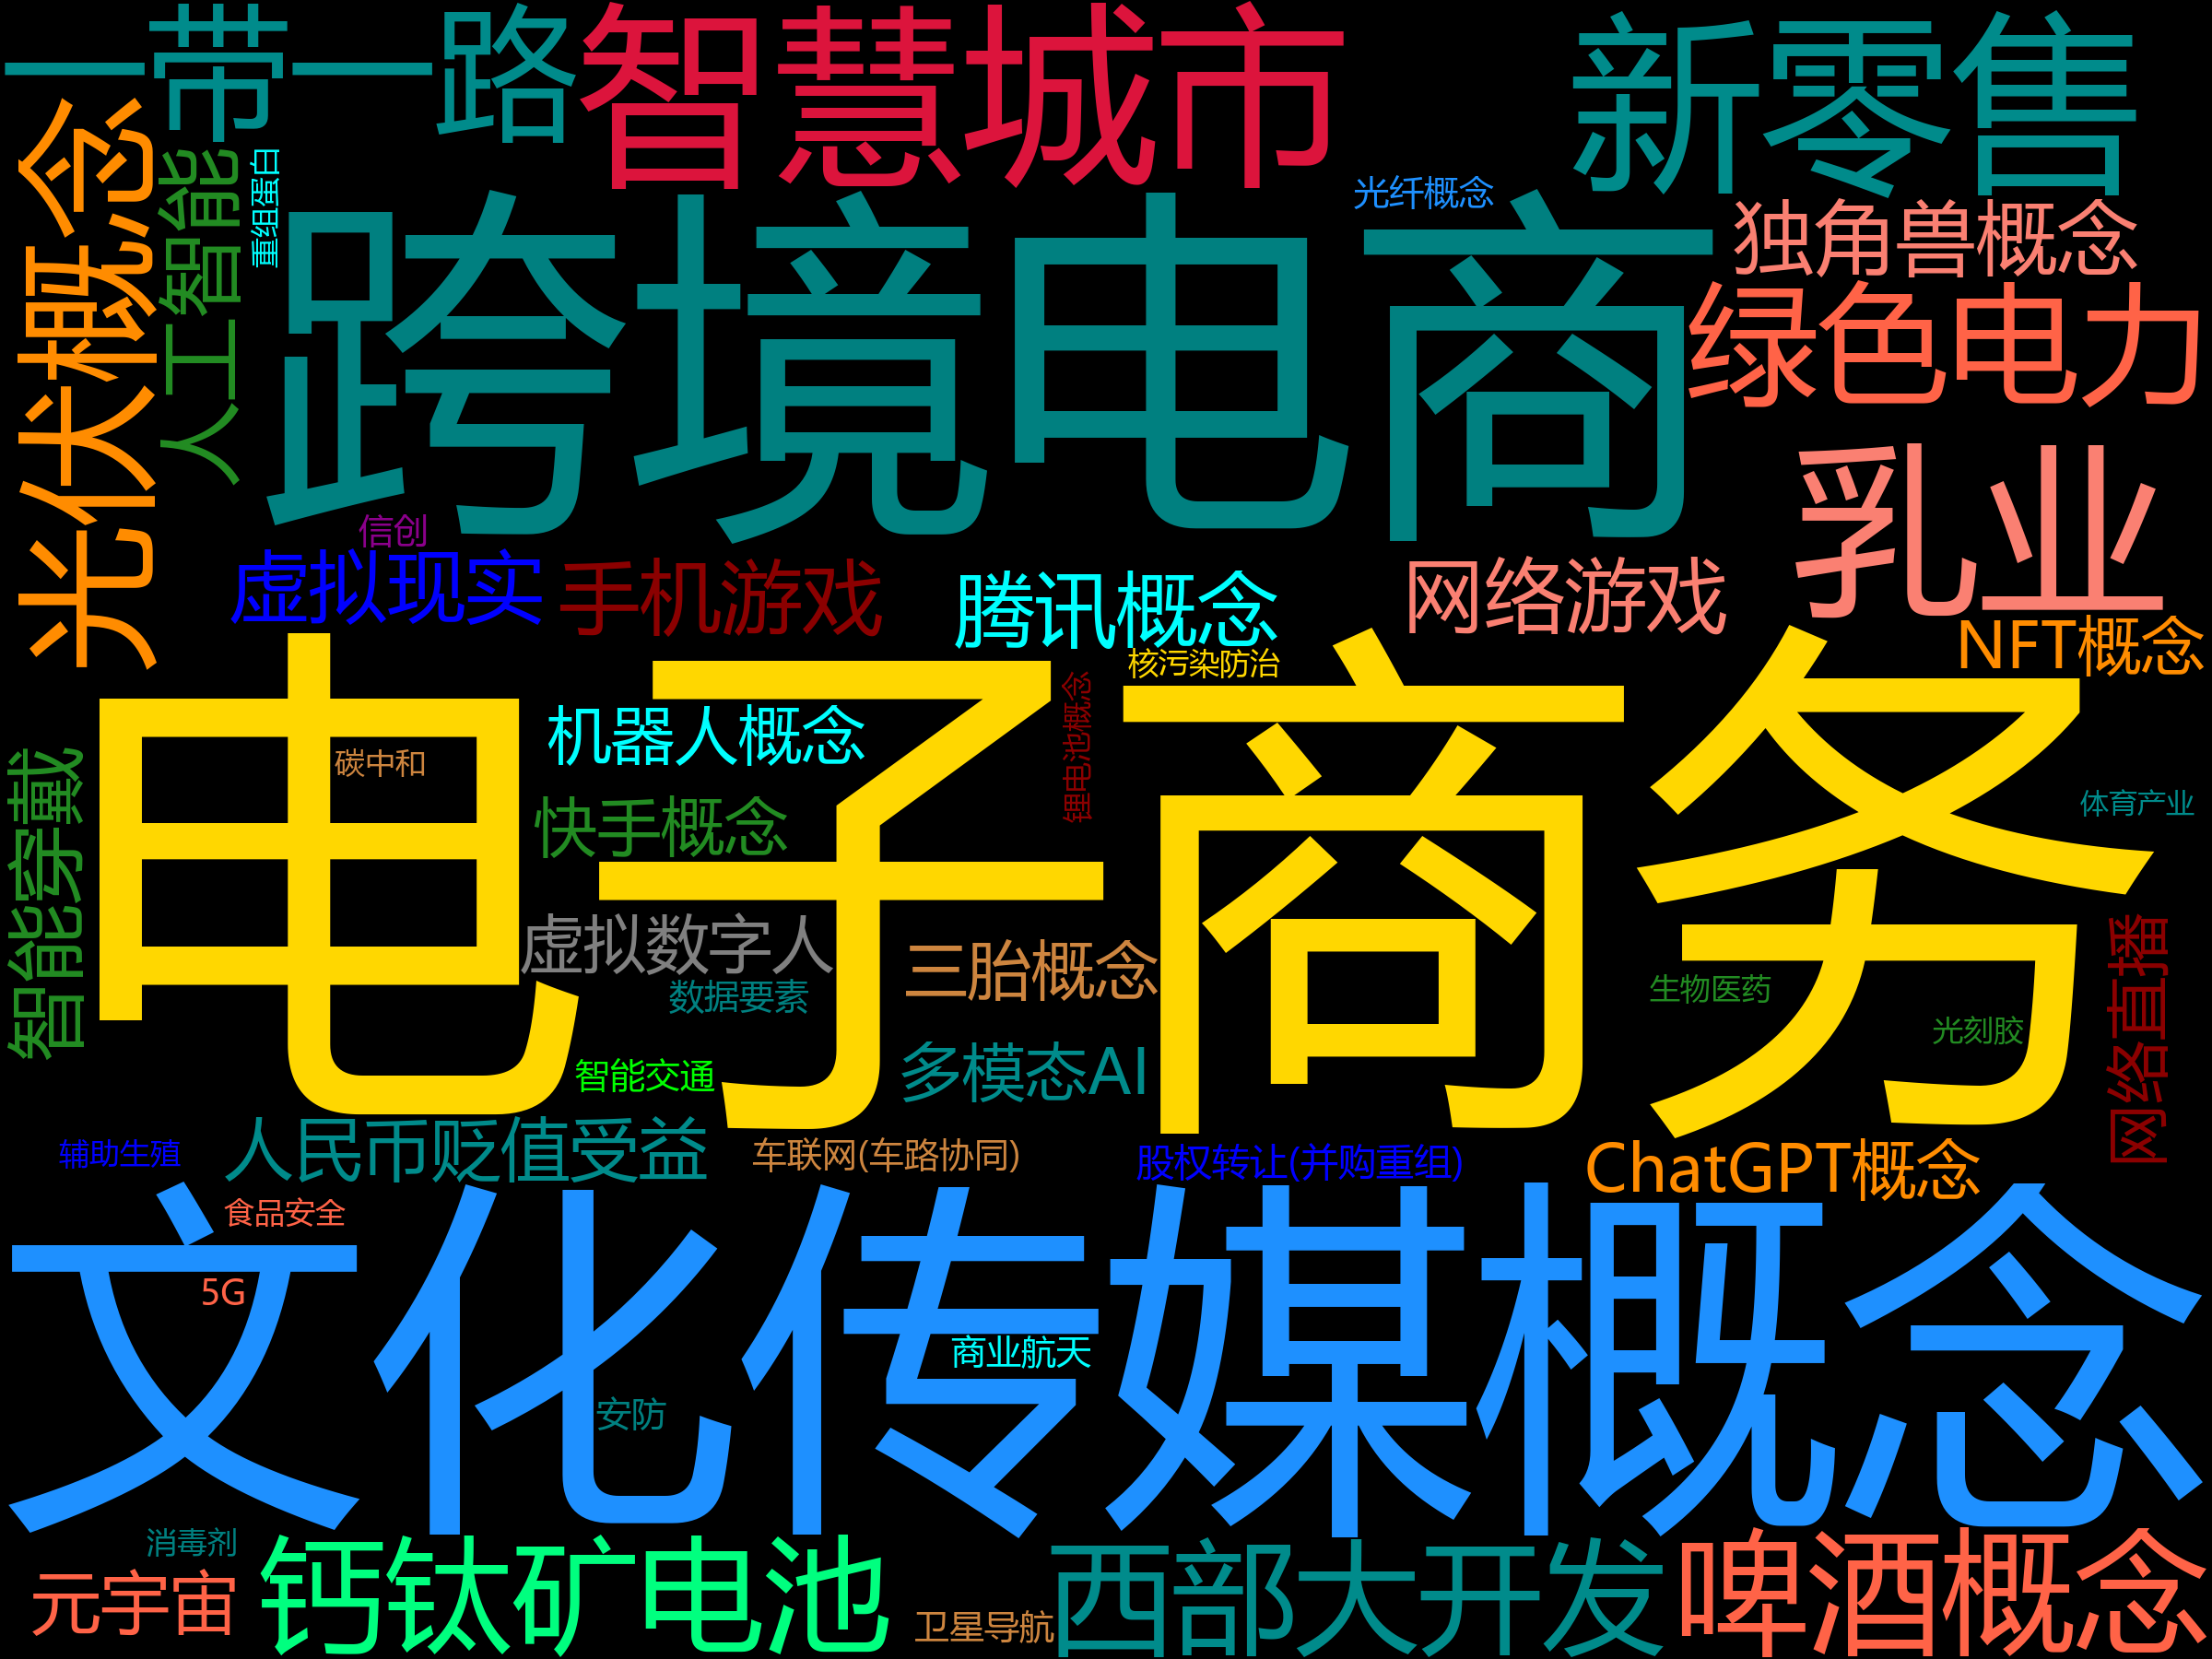 一带一路
智慧城市
新零售
光伏概念
人工智能
重组蛋白
跨境电商
光纤概念
独角兽概念
绿色电力
乳业
信创
虚拟现实
手机游戏
腾讯概念
网络游戏
NFT概念
核污染防治
锂电池概念
电子商务
机器人概念
碳中和
智能穿戴
快手概念
体育产业
虚拟数字人
三胎概念
网络直播
数据要素
生物医药
光刻胶
智能交通
多模态AI
人民币贬值受益
辅助生殖
车联网(车路协同)
股权转让(并购重组)
ChatGPT概念
食品安全
文化传媒概念
5G
商业航天
安防
消毒剂
元宇宙
钙钛矿电池
卫星导航
西部大开发
啤酒概念